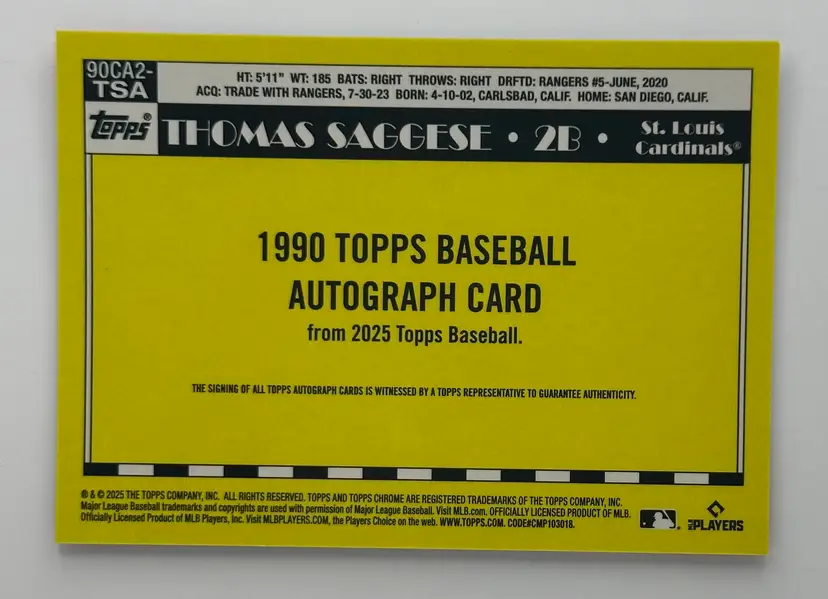 90CA2-
TSA
HT: 5'11" WT: 185 BATS: RIGHT THROWS: RIGHT DRFTD: RANGERS #5-JUNE, 2020
ACQ: TRADE WITH RANGERS, 7-30-23 BORN: 4-10-02, CARLSBAD, CALIF. HOME: SAN DIEGO, CALIF.
topps®
THOMAS SAGGESE • 2B •
St. Louis
Cardinals®
1990 TOPPS BASEBALL
AUTOGRAPH CARD
from 2025 Topps Baseball.
THE SIGNING OF ALL TOPPS AUTOGRAPH CARDS IS WITNESSED BY A TOPPS REPRESENTATIVE TO GUARANTEE AUTHENTICITY.
® & © 2025 THE TOPPS COMPANY, INC. ALL RIGHTS RESERVED. TOPPS AND TOPPS CHROME ARE REGISTERED TRADEMARKS OF THE TOPPS COMPANY, INC.
Major League Baseball trademarks and copyrights are used with permission of Major League Baseball. Visit MLB.com. OFFICIALLY LICENSED PRODUCT OF MLB.
Officially Licensed Product of MLB Players, Inc. Visit MLBPLAYERS.COM, the Players Choice on the web. WWW.TOPPS.COM. CODE#CMP103018.
MLB PLAYERS